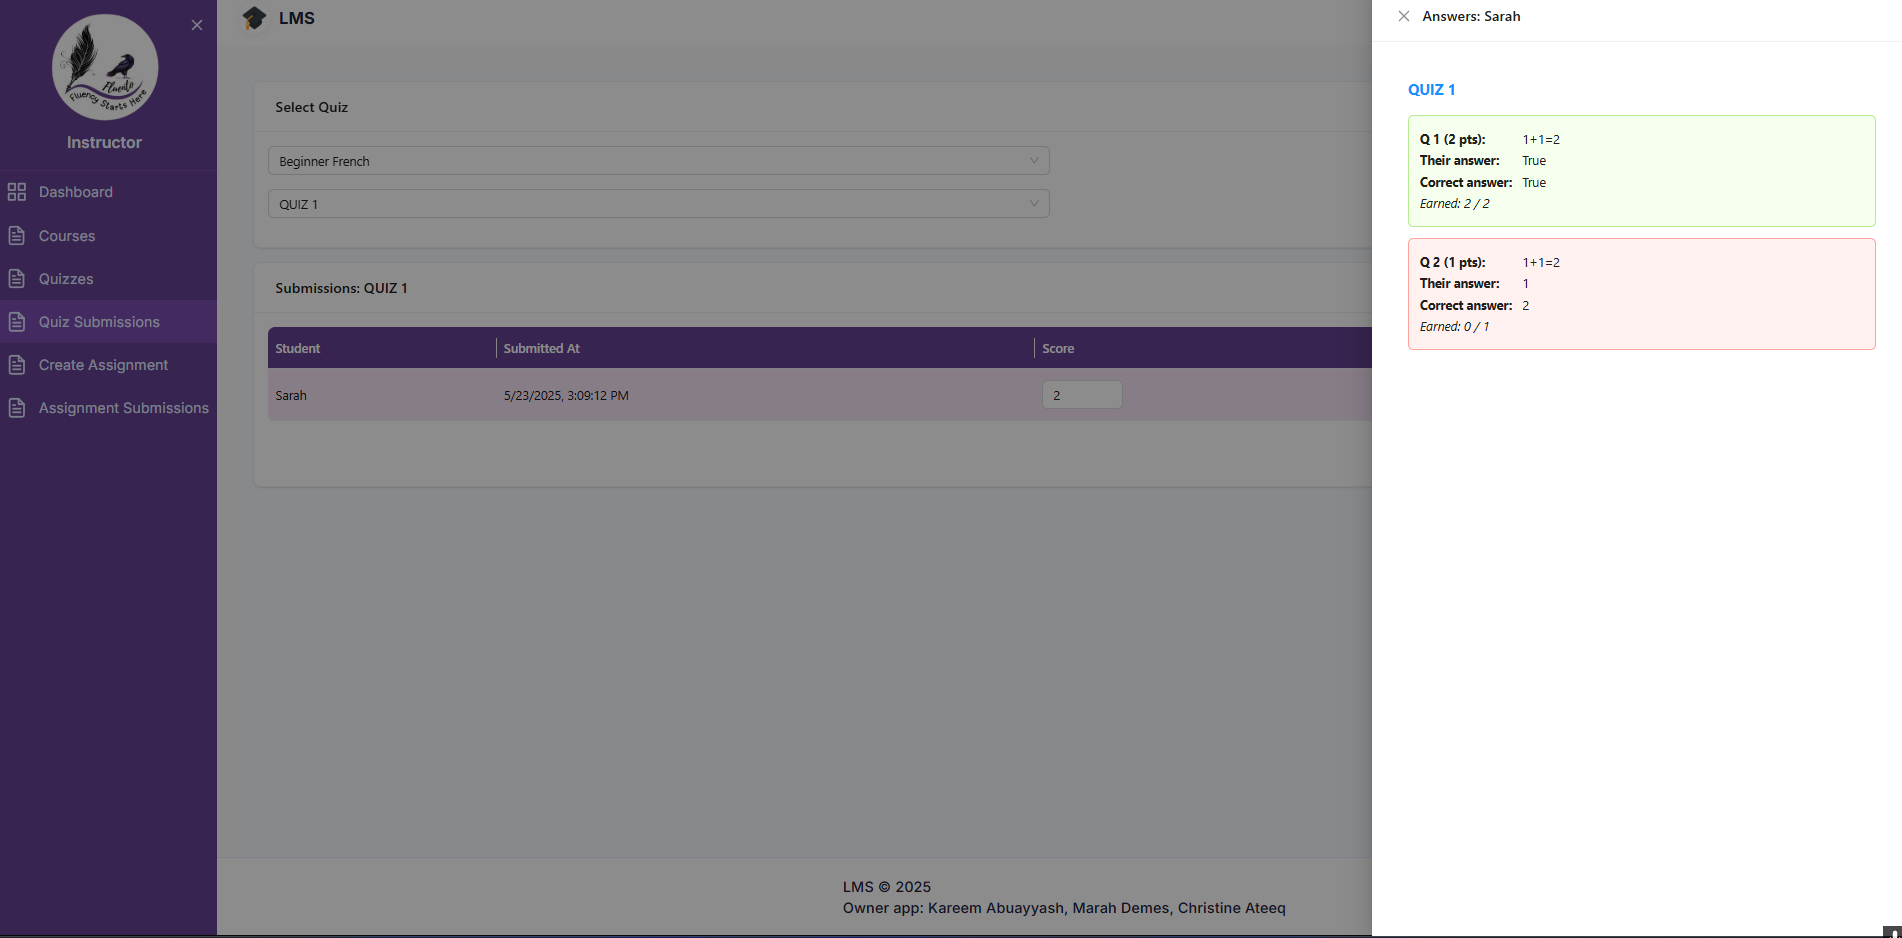 Fluento
Fluency Starts Here
Instructor
Dashboard
Courses
Quizzes
Quiz Submissions
Create Assignment
Assignment Submissions
LMS
Select Quiz
Beginner French
QUIZ 1
Submissions: QUIZ 1
Student Submitted At Score
Sarah 5/23/2025, 3:09:12 PM 2
LMS © 2025
Owner app: Kareem Abuayyash, Marah Demes, Christine Ateeq
Answers: Sarah
QUIZ 1
Q 1 (2 pts): 1+1=2
Their answer: True
Correct answer: True
Earned: 2 / 2
Q 2 (1 pts): 1+1=2
Their answer: 1
Correct answer: 2
Earned: 0 / 1